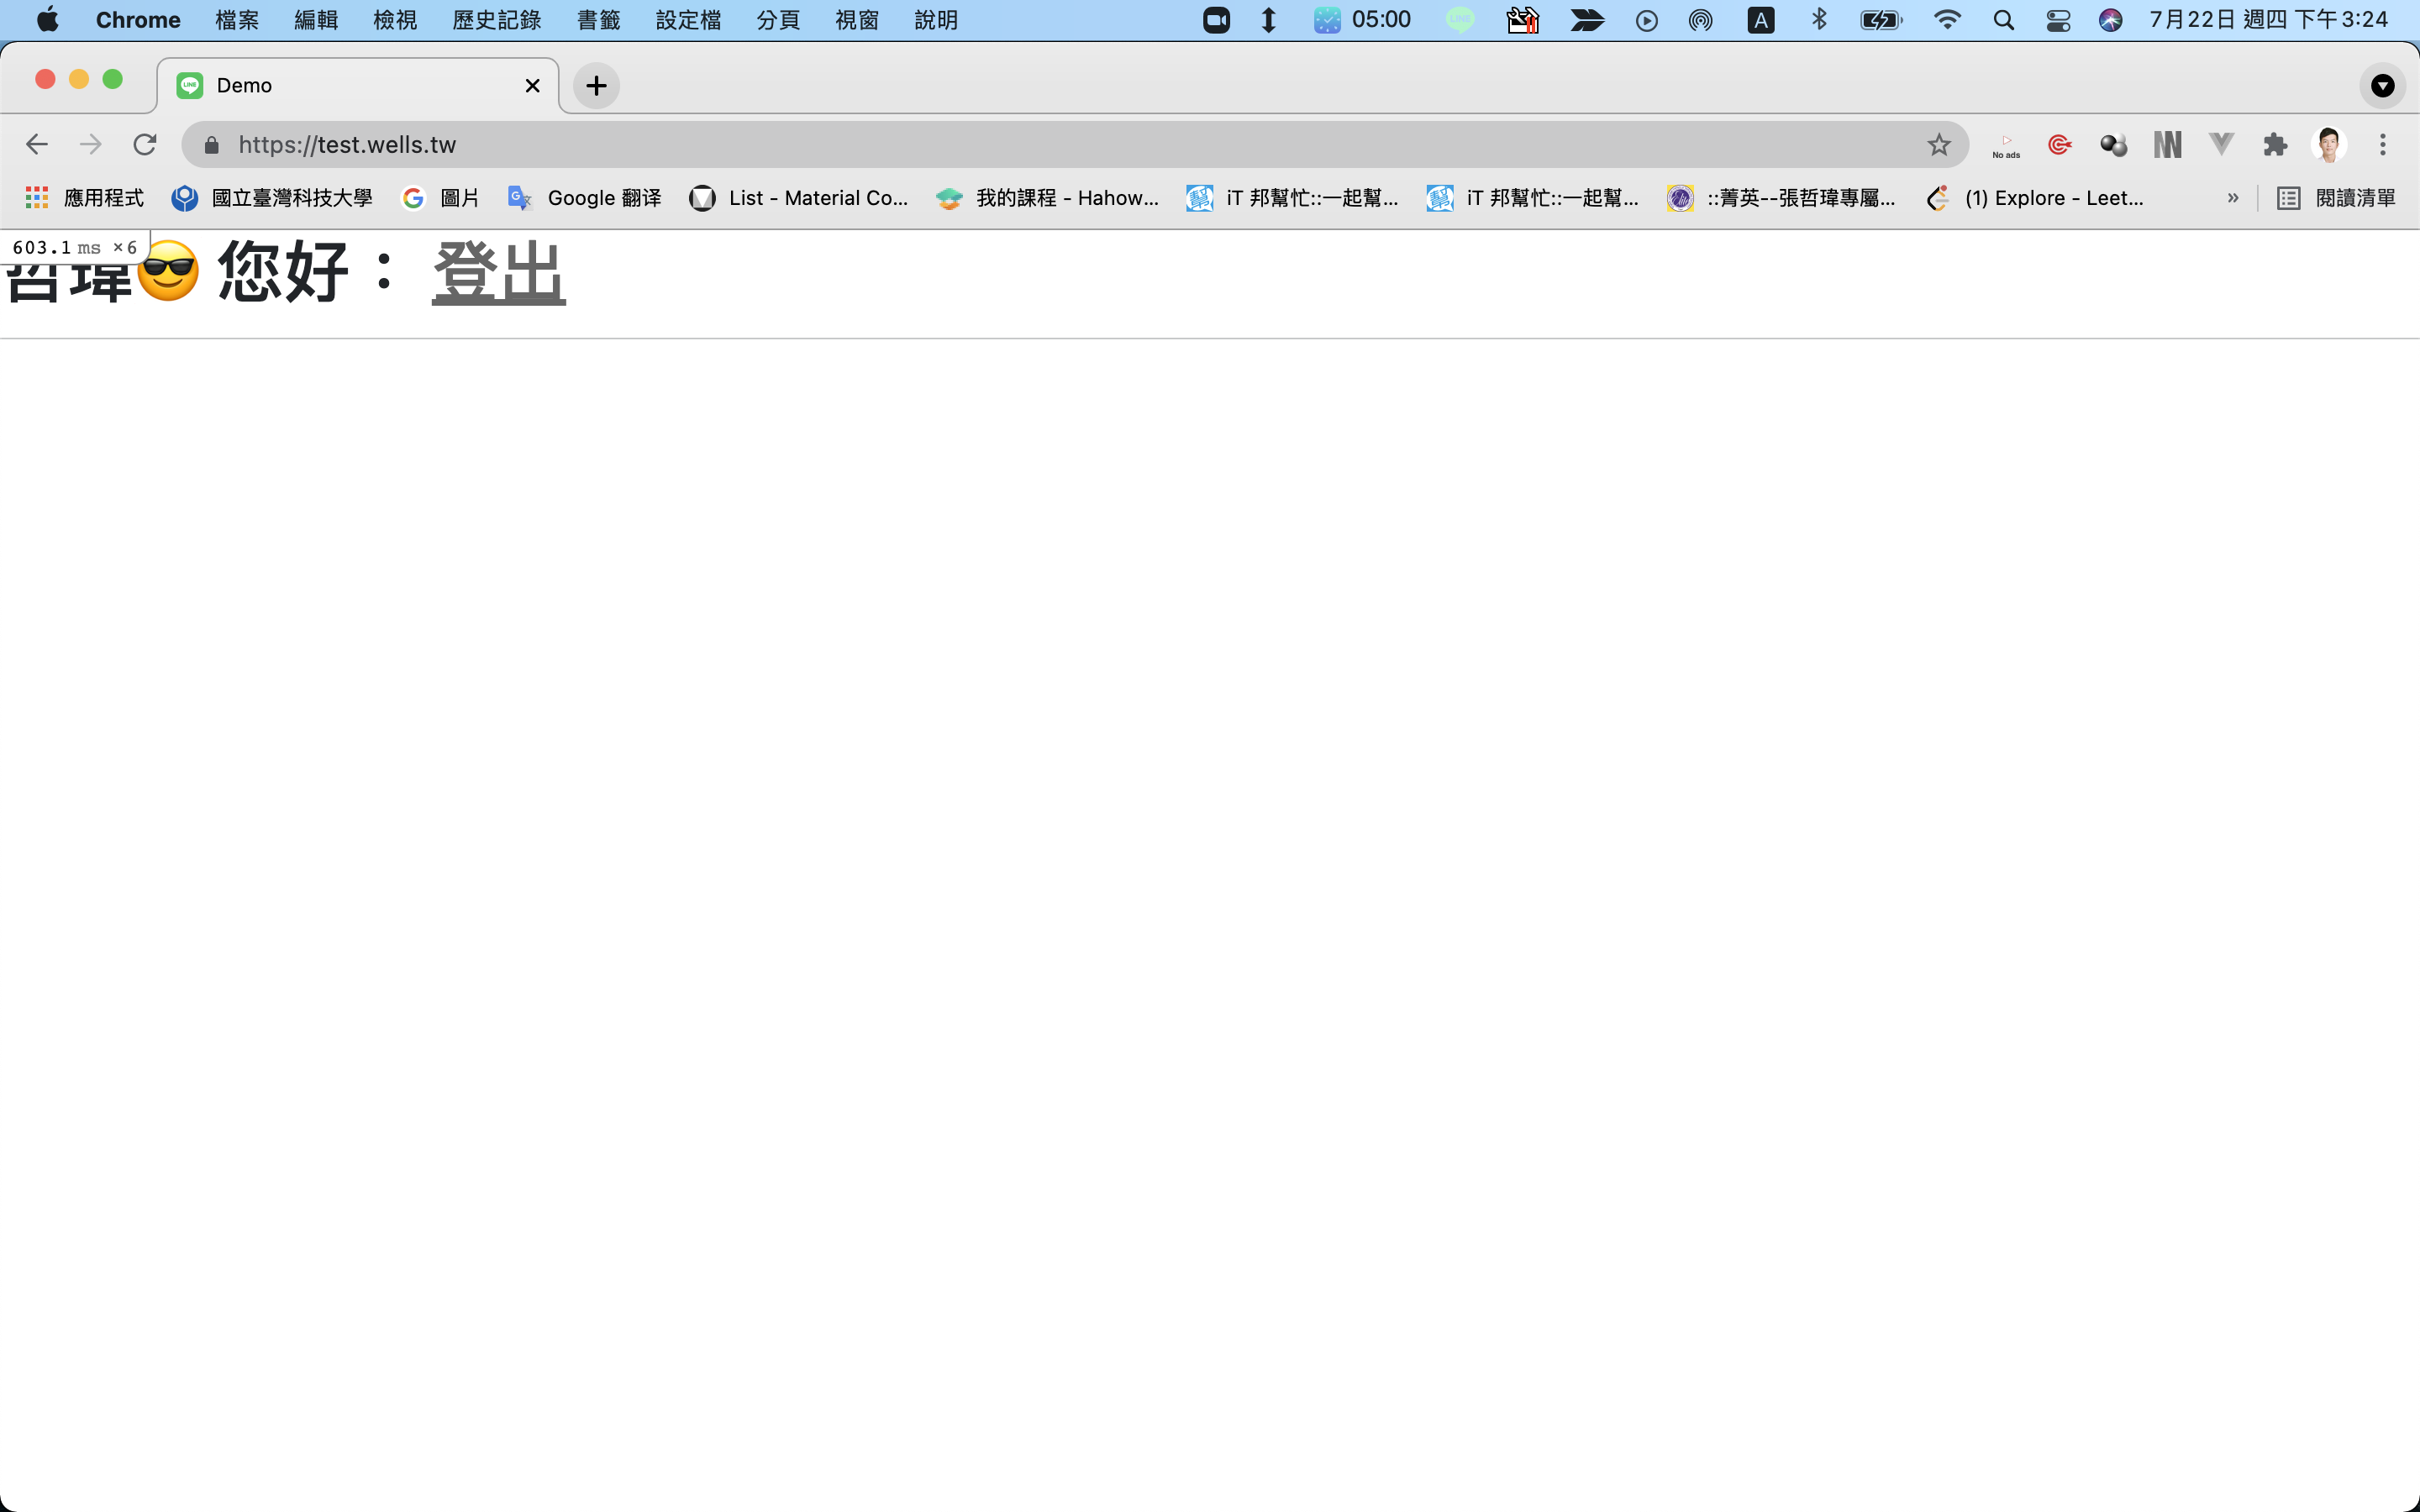 Chrome 檔案 編輯 檢視 歷史記錄 書籤 設定檔 分頁 視窗 說明 05:00 LINE A 7月22日 週四 下午3:24
LINE Demo
https://test.wells.tw No ads
應用程式 國立臺灣科技大學 圖片 Google 翻译 List - Material Co... 我的課程 - Hahow... iT 邦幫忙::一起幫... iT 邦幫忙::一起幫... ::菁英--張哲瑋專屬... (1) Explore - Leet... » 閱讀清單
603.1 ms ×6
哲瑋😎 您好： 登出